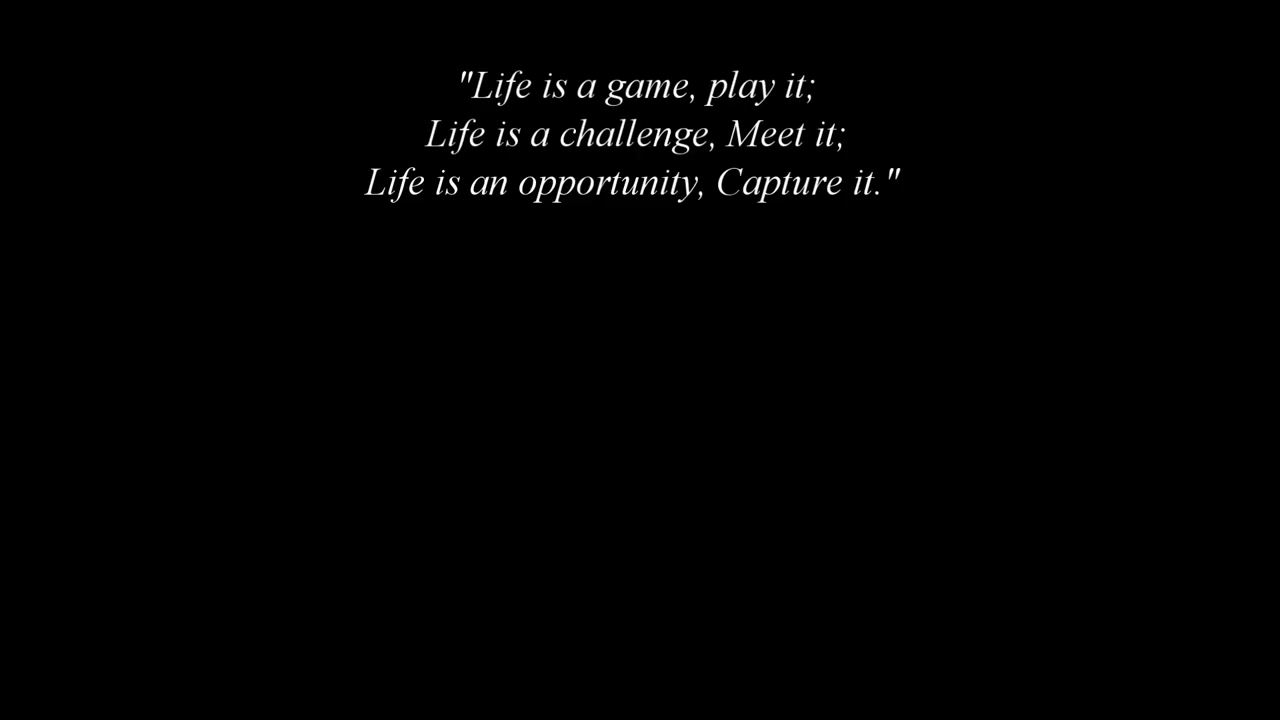 "Life is a game, play it;
Life is a challenge, Meet it;
Life is an opportunity, Capture it."